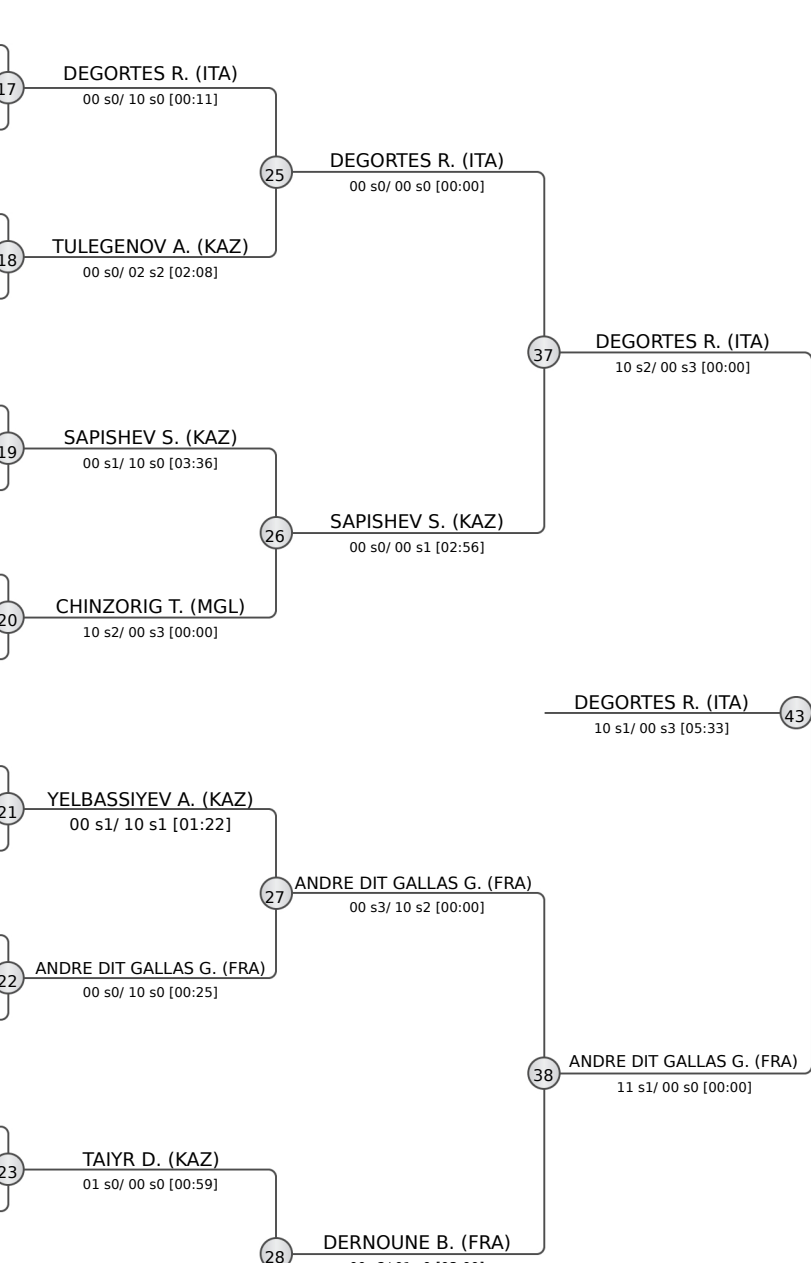 DEGORTES R. (ITA)
17
00 s0/ 10 s0 [00:11]
DEGORTES R. (ITA)
25
00 s0/ 00 s0 [00:00]
TULEGENOV A. (KAZ)
18
00 s0/ 02 s2 [02:08]
DEGORTES R. (ITA)
37
10 s2/ 00 s3 [00:00]
SAPISHEV S. (KAZ)
19
00 s1/ 10 s0 [03:36]
SAPISHEV S. (KAZ)
26
00 s0/ 00 s1 [02:56]
CHINZORIG T. (MGL)
20
10 s2/ 00 s3 [00:00]
DEGORTES R. (ITA)
43
10 s1/ 00 s3 [05:33]
YELBASSIYEV A. (KAZ)
21
00 s1/ 10 s1 [01:22]
ANDRE DIT GALLAS G. (FRA)
27
00 s3/ 10 s2 [00:00]
ANDRE DIT GALLAS G. (FRA)
22
00 s0/ 10 s0 [00:25]
ANDRE DIT GALLAS G. (FRA)
38
11 s1/ 00 s0 [00:00]
TAIYR D. (KAZ)
23
01 s0/ 00 s0 [00:59]
DERNOUNE B. (FRA)
28